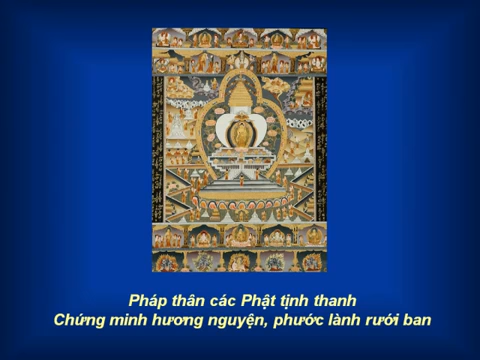 Pháp thân các Phật tịnh thanh
Chứng minh hương nguyện, phước lành rưới ban